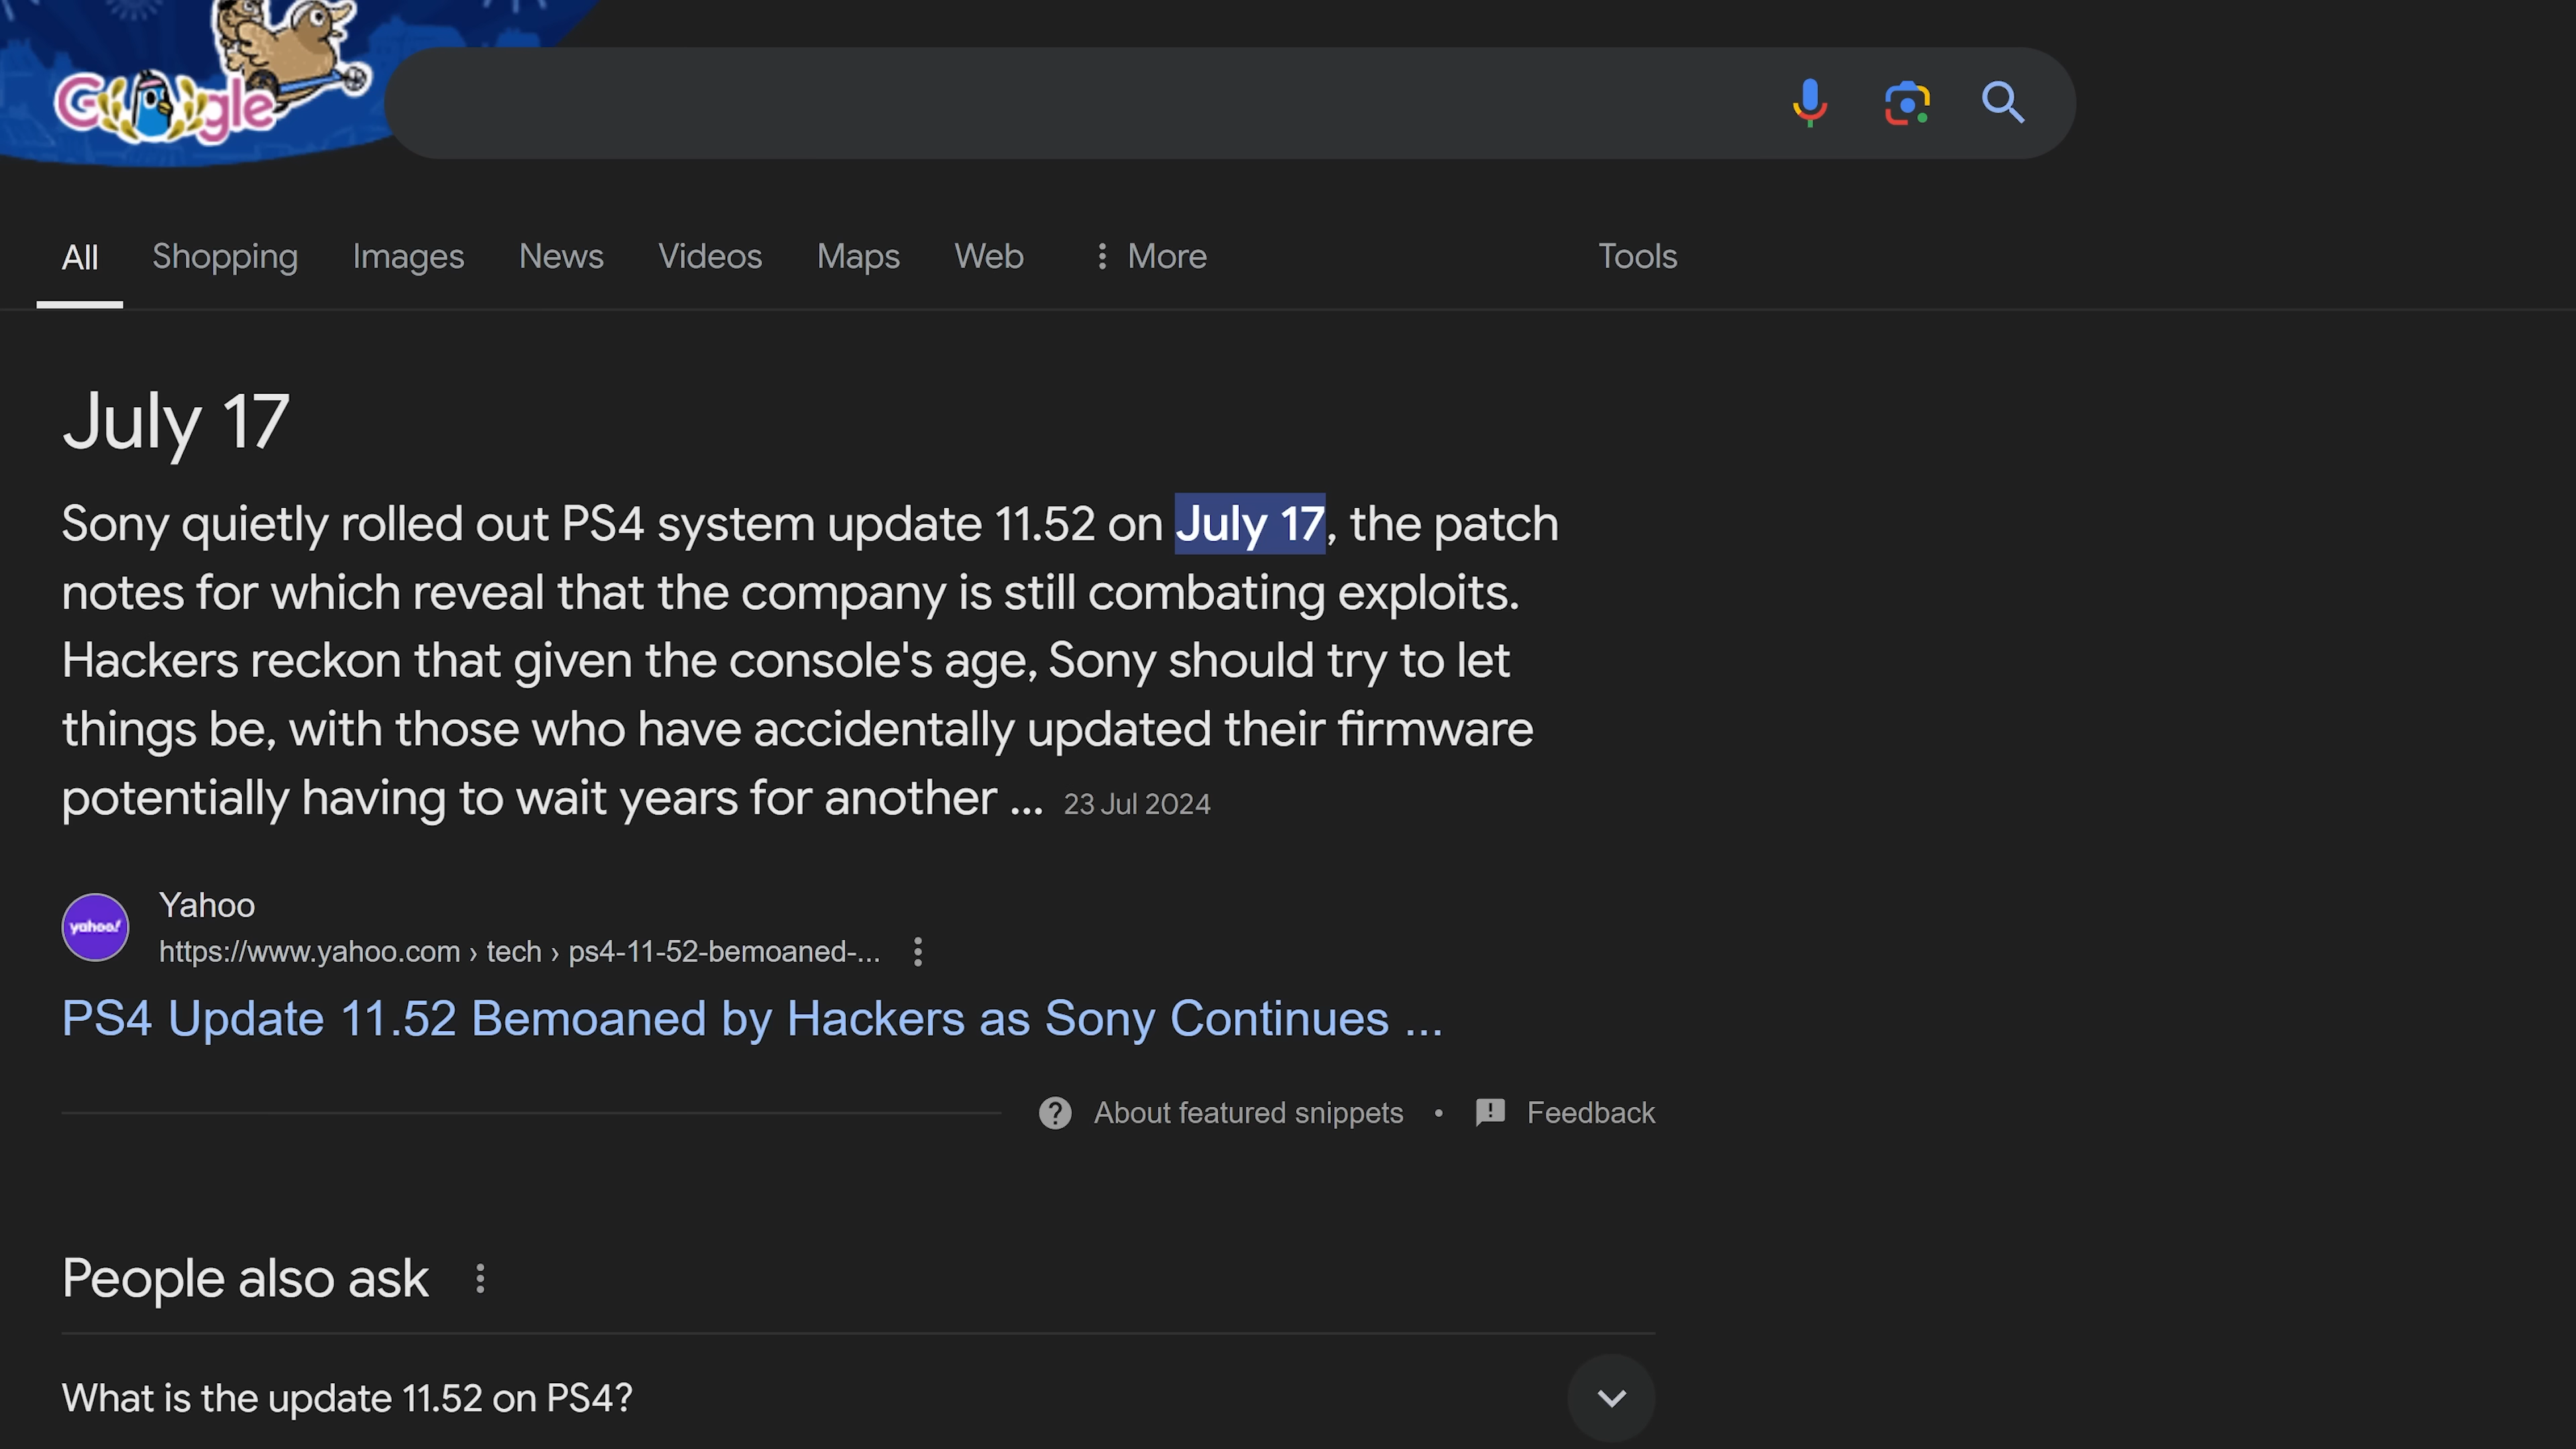 Google
All Shopping Images News Videos Maps Web More Tools
July 17
Sony quietly rolled out PS4 system update 11.52 on July 17, the patch
notes for which reveal that the company is still combating exploits.
Hackers reckon that given the console's age, Sony should try to let
things be, with those who have accidentally updated their firmware
potentially having to wait years for another ... 23 Jul 2024
yahoo!
Yahoo
https://www.yahoo.com › tech › ps4-11-52-bemoaned-...
PS4 Update 11.52 Bemoaned by Hackers as Sony Continues ...
About featured snippets • Feedback
People also ask
What is the update 11.52 on PS4?